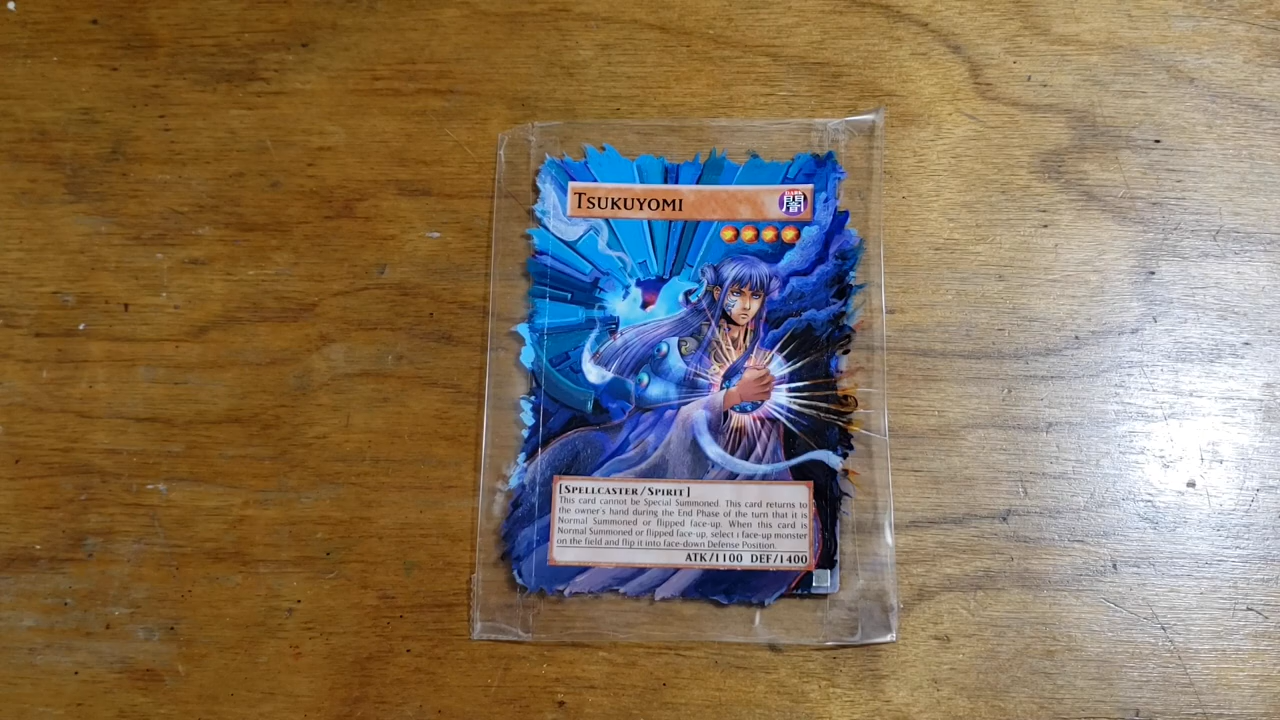 TSUKUYOMI
DARK
闇
[SPELLCASTER/SPIRIT]
This card cannot be Special Summoned. This card returns to
the owner's hand during the End Phase of the turn that it is
Normal Summoned or flipped face-up. When this card is
Normal Summoned or flipped face-up, select 1 face-up monster
on the field and flip it into face-down Defense Position.
ATK/1100 DEF/1400